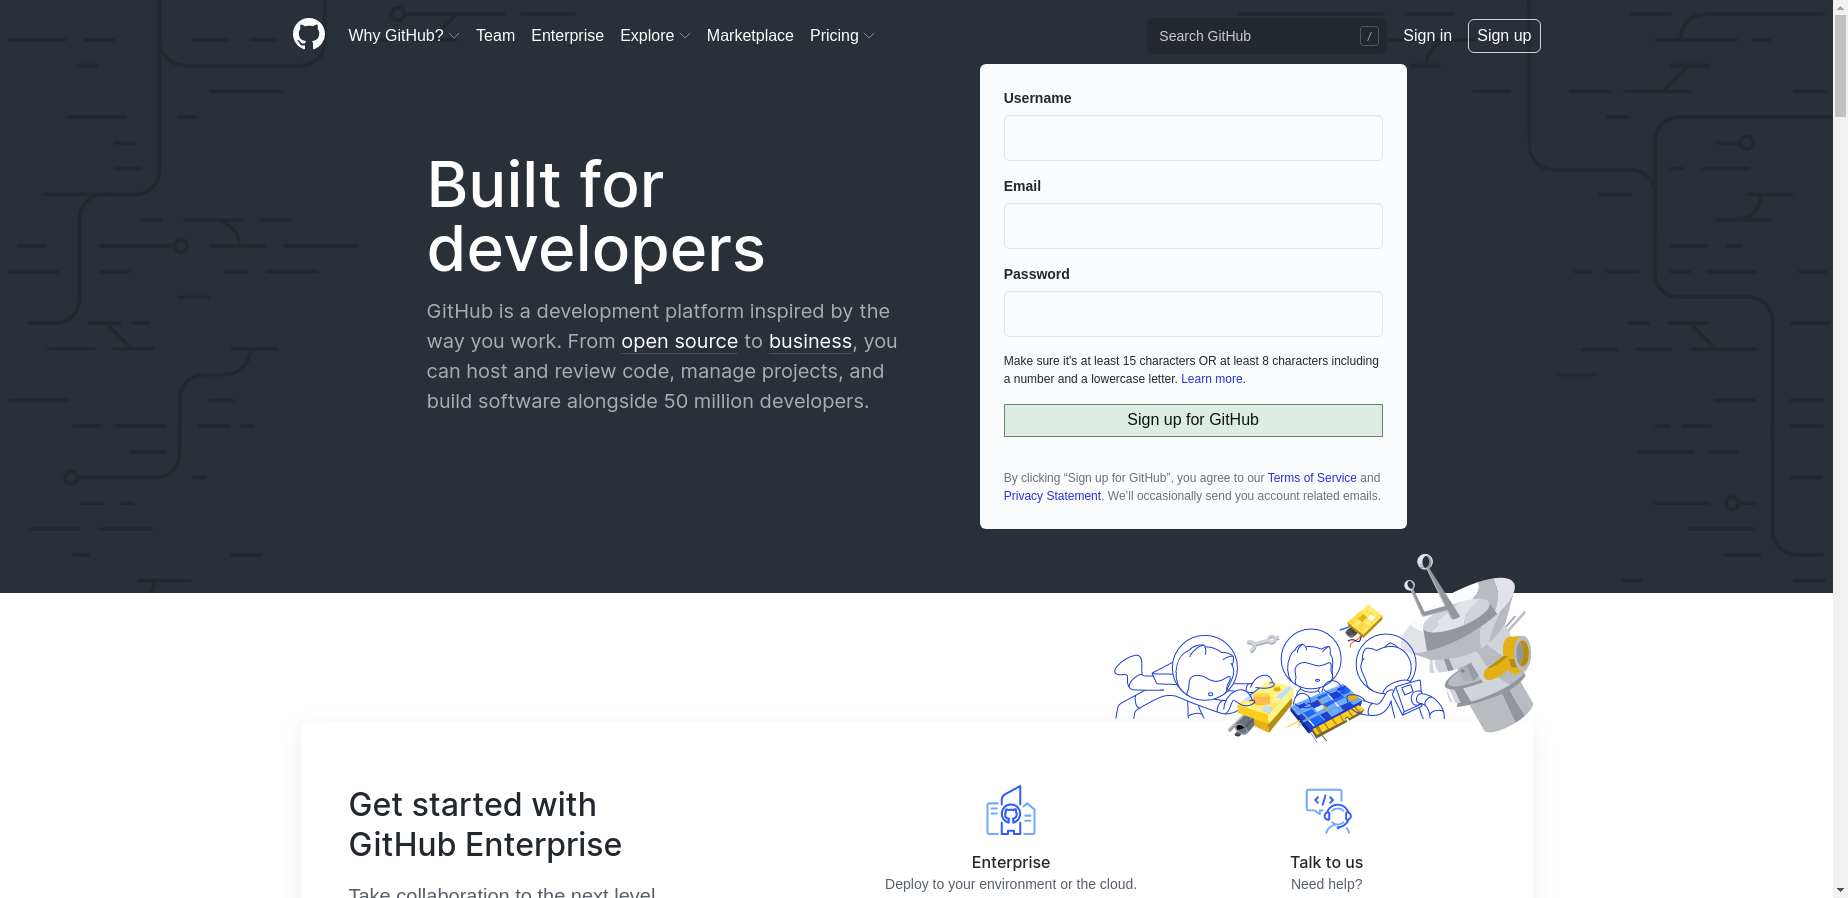 Why GitHub? Team Enterprise Explore Marketplace Pricing Search GitHub / Sign in Sign up
Built for
developers
GitHub is a development platform inspired by the
way you work. From open source to business, you
can host and review code, manage projects, and
build software alongside 50 million developers.
Username
Email
Password
Make sure it's at least 15 characters OR at least 8 characters including
a number and a lowercase letter. Learn more.
Sign up for GitHub
By clicking “Sign up for GitHub”, you agree to our Terms of Service and
Privacy Statement. We’ll occasionally send you account related emails.
Get started with
GitHub Enterprise
Take collaboration to the next level
Enterprise
Deploy to your environment or the cloud.
Talk to us
Need help?